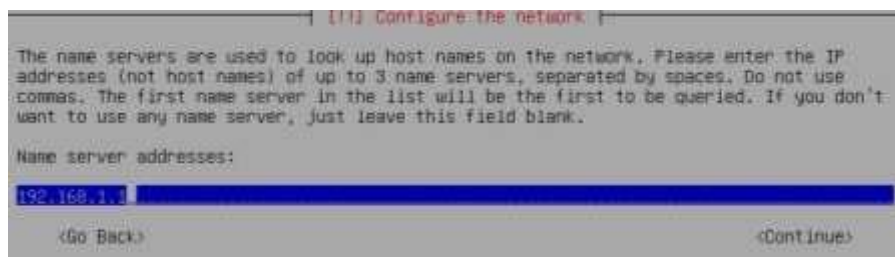 [!!] Configure the network
The name servers are used to look up host names on the network. Please enter the IP
addresses (not host names) of up to 3 name servers, separated by spaces. Do not use
commas. The first name server in the list will be the first to be queried. If you don't
want to use any name server, just leave this field blank.
Name server addresses:
192.168.1.1
<Go Back>
<Continue>